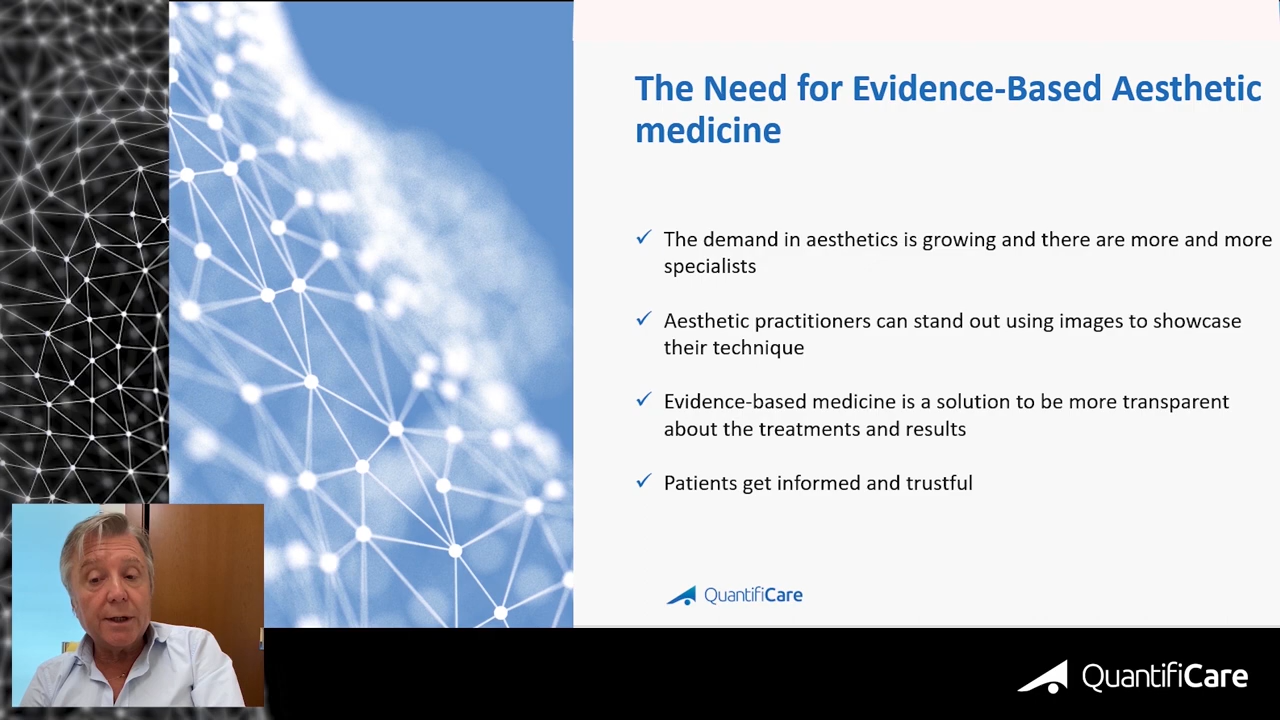 The Need for Evidence-Based Aesthetic
medicine
✓ The demand in aesthetics is growing and there are more and more
specialists
✓ Aesthetic practitioners can stand out using images to showcase
their technique
✓ Evidence-based medicine is a solution to be more transparent
about the treatments and results
✓ Patients get informed and trustful
QuantifiCare
QuantifiCare